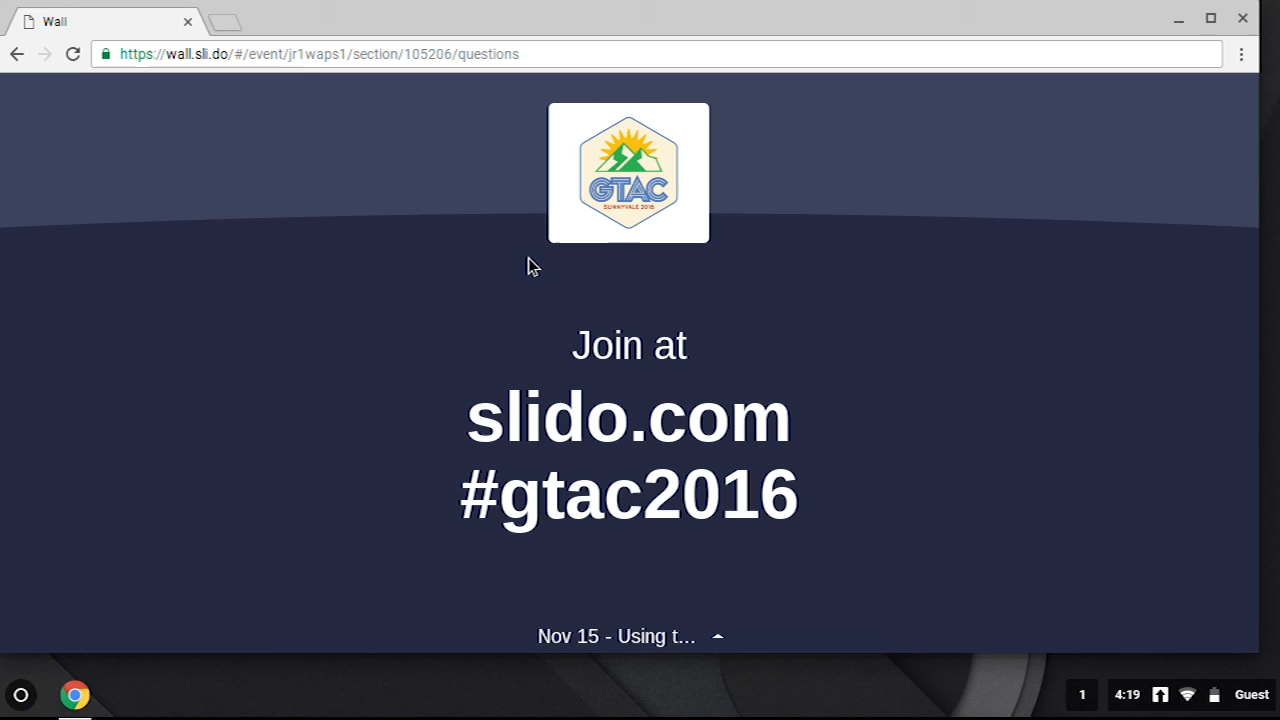 Wall
https://wall.sli.do/#/event/jr1waps1/section/105206/questions
GTAC
SUNNYVALE 2016
Join at
slido.com
#gtac2016
Nov 15 - Using t...
1
4:19
Guest